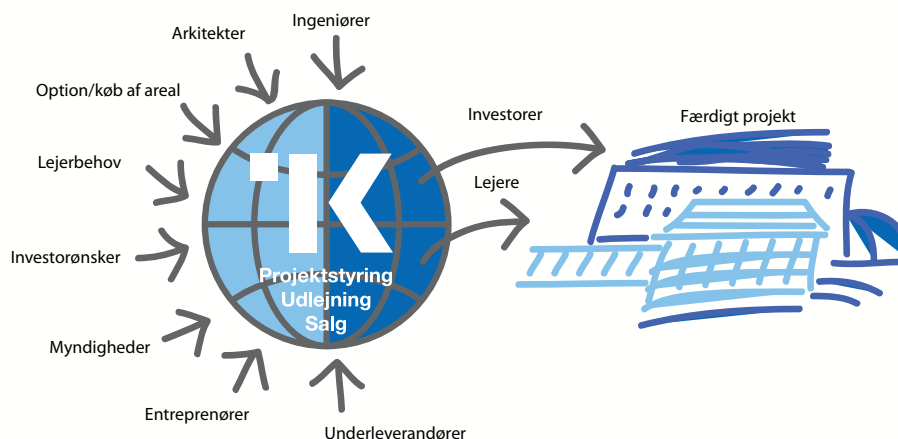 Ingeniører
Arkitekter
Option/køb af areal
Lejerbehov
Investorønsker
Myndigheder
Entreprenører
Underleverandører
K
Projektstyring
Udlejning
Salg
Investorer
Lejere
Færdigt projekt